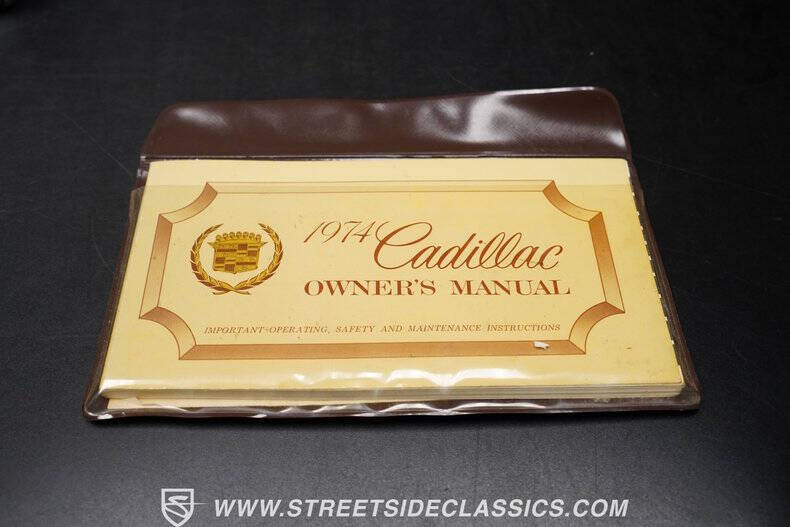 1974 Cadillac
OWNER'S MANUAL
IMPORTANT OPERATING, SAFETY AND MAINTENANCE INSTRUCTIONS
WWW.STREETSIDECLASSICS.COM